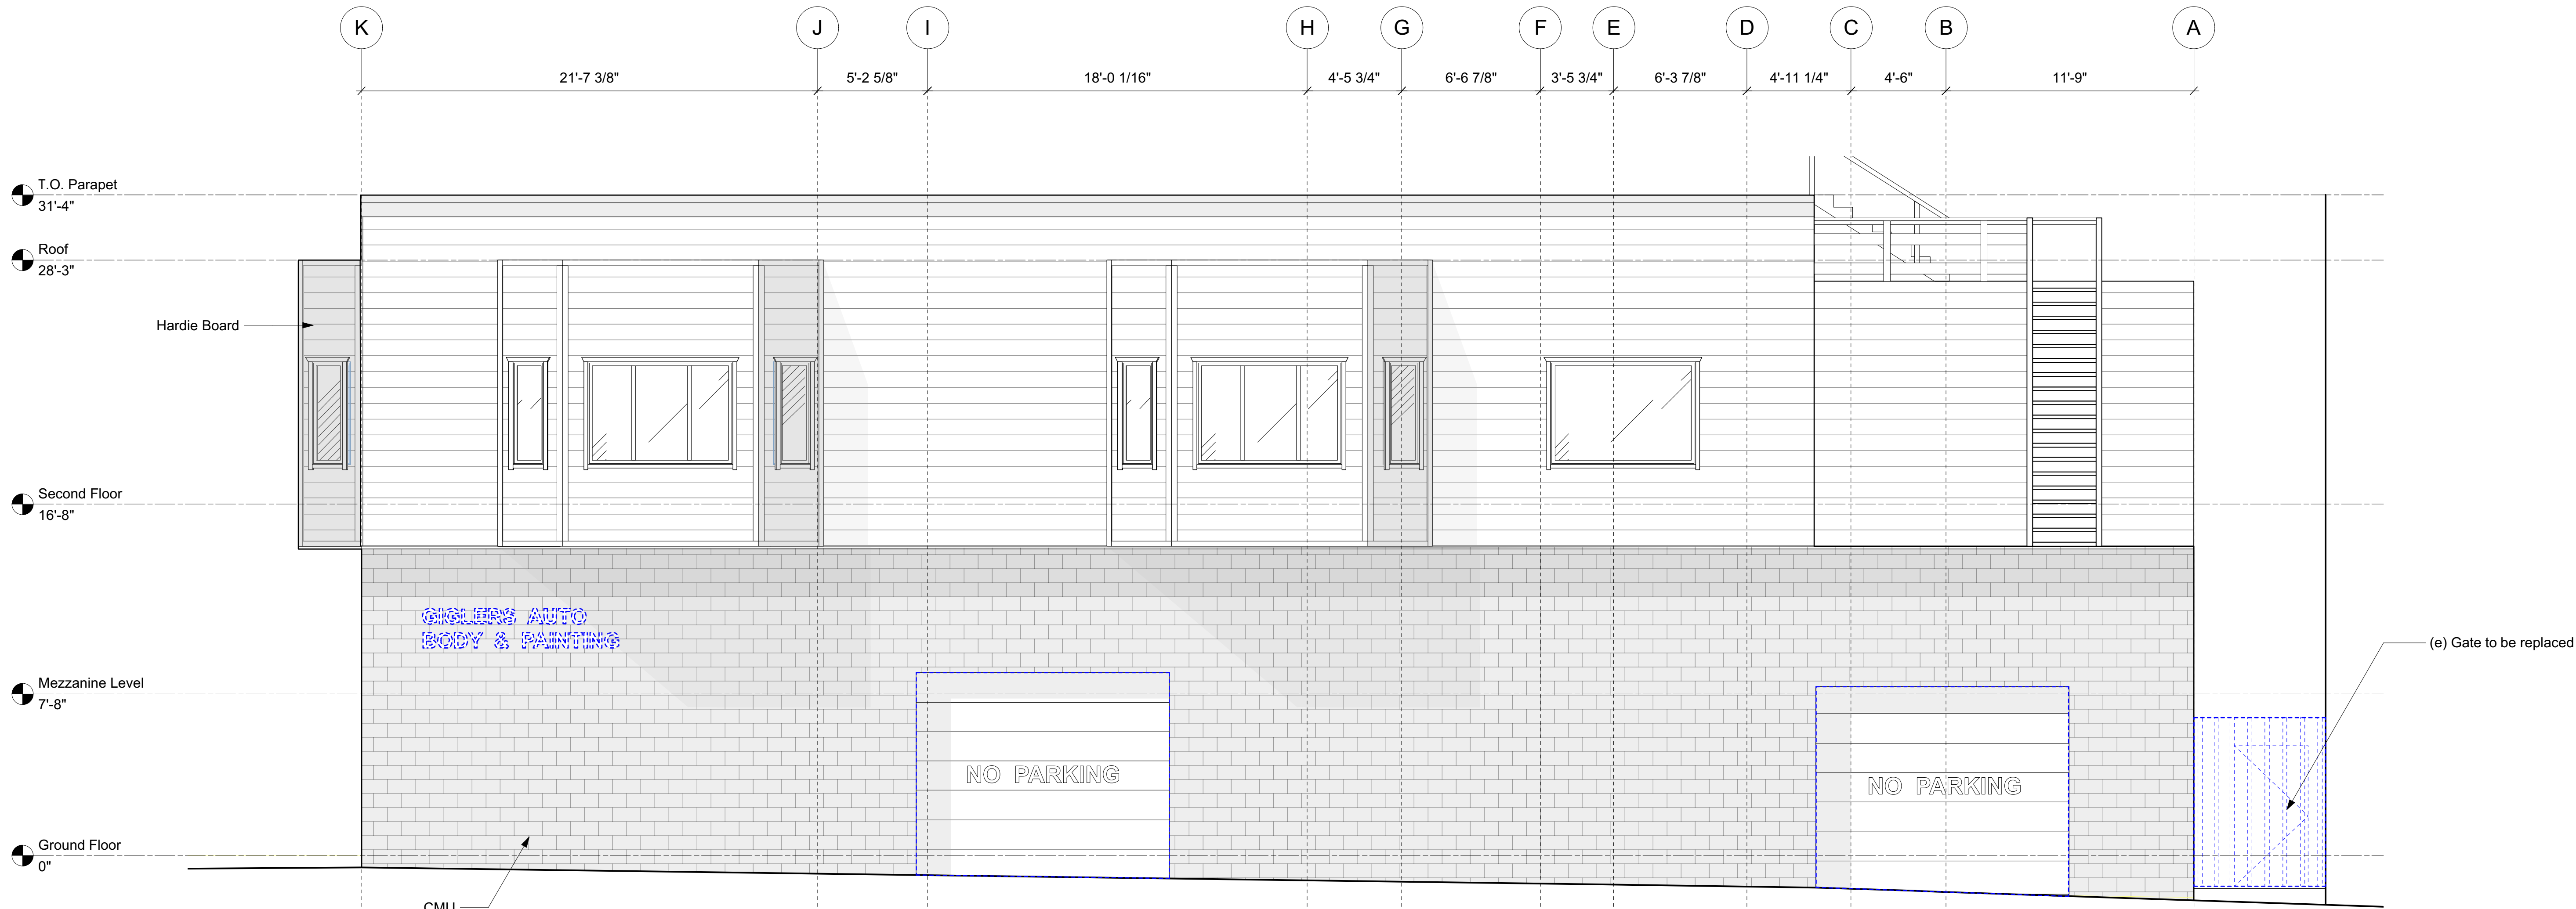 K J I H G F E D C B A
21'-7 3/8" 5'-2 5/8" 18'-0 1/16" 4'-5 3/4" 6'-6 7/8" 3'-5 3/4" 6'-3 7/8" 4'-11 1/4" 4'-6" 11'-9"
T.O. Parapet
31'-4"
Roof
28'-3"
Hardie Board
Second Floor
16'-8"
GIGLERS AUTO
BODY & PAINTING
(e) Gate to be replaced
Mezzanine Level
7'-8"
NO PARKING
NO PARKING
Ground Floor
0"
CMU